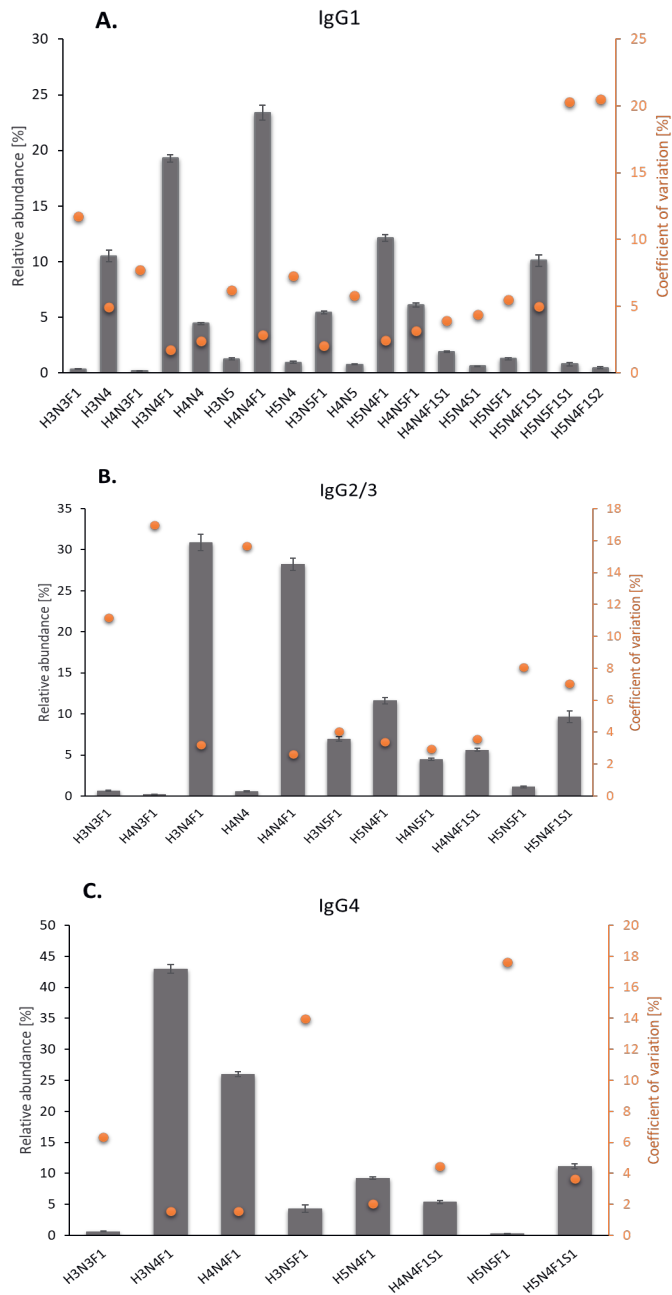 A.
IgG1
Relative abundance [%]
30
25
20
15
10
5
0
Coefficient of variation [%]
25
20
15
10
5
0
H3N3F1
H3N4
H4N3F1
H3N4F1
H4N4
H3N5
H4N4F1
H5N4
H3N5F1
H4N5
H5N4F1
H4N5F1
H4N4F1S1
H5N4S1
H5N5F1
H5N4F1S1
H5N5F1S1
H5N4F1S2
B.
IgG2/3
Relative abundance [%]
35
30
25
20
15
10
5
0
Coefficient of variation [%]
18
16
14
12
10
8
6
4
2
0
H3N3F1
H4N3F1
H3N4F1
H4N4
H4N4F1
H3N5F1
H5N4F1
H4N5F1
H4N4F1S1
H5N5F1
H5N4F1S1
C.
IgG4
Relative abundance [%]
50
45
40
35
30
25
20
15
10
5
0
Coefficient of variation [%]
20
18
16
14
12
10
8
6
4
2
0
H3N3F1
H3N4F1
H4N4F1
H3N5F1
H5N4F1
H4N4F1S1
H5N5F1
H5N4F1S1